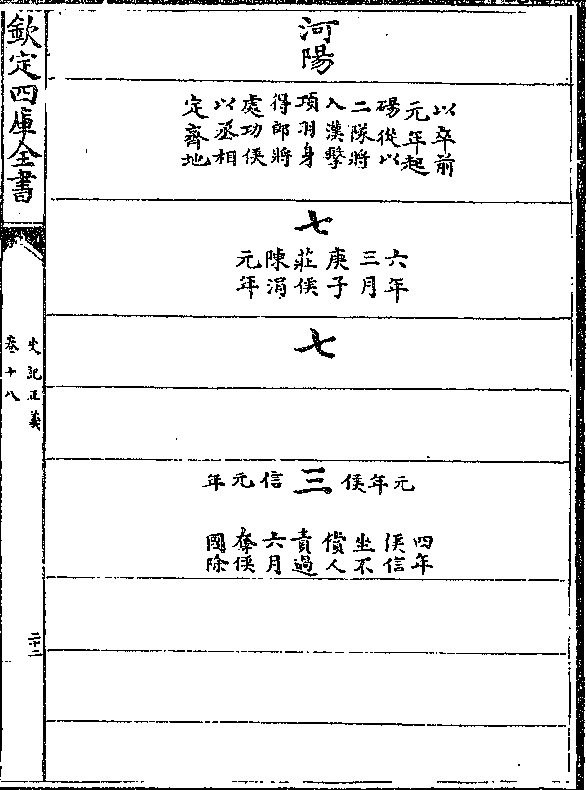 河陽
以卒前
元年起
碭從以
二隊將
入漢擊
項羽身
得郎將
處功侯
以丞相
定齊地
七
六年
三月
庚子
莊侯
陳涓
元年
七
元年侯三信元年
四年
侯信
坐不
償人
責過
六月
奪侯
國除
欽定四庫全書
史記正義
卷十八
二十二